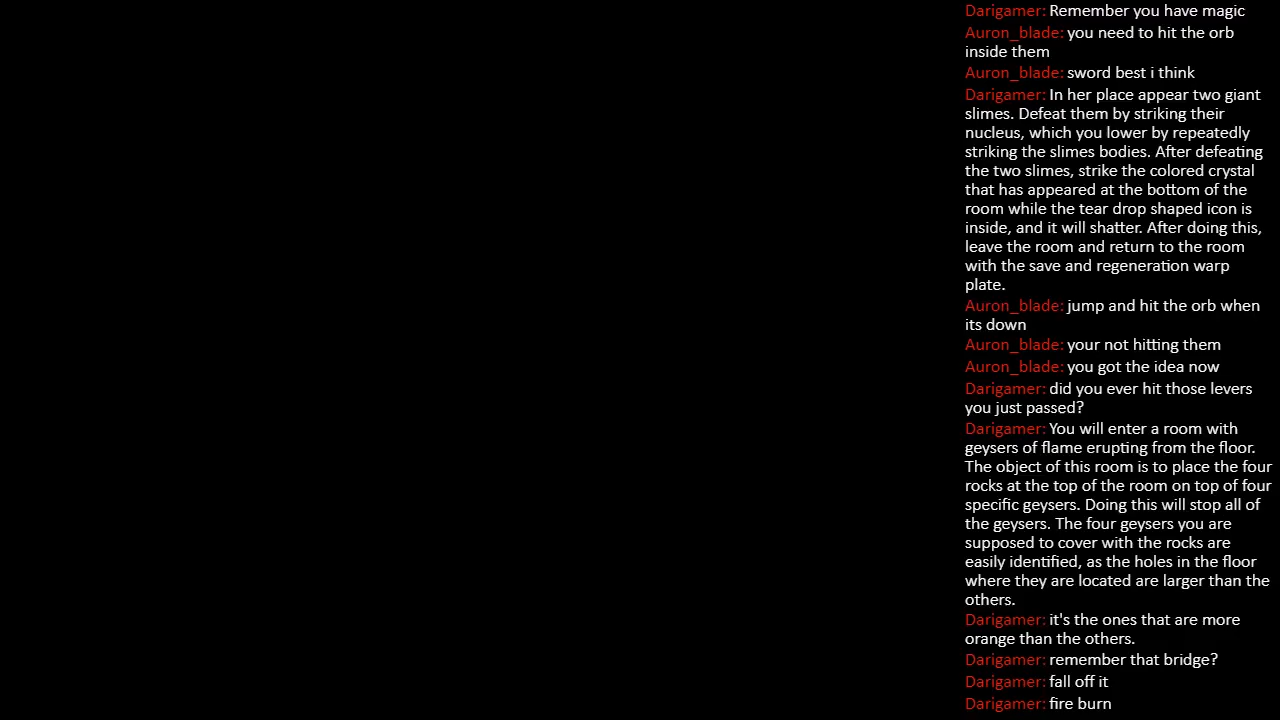 Darigamer: Remember you have magic
Auron_blade: you need to hit the orb
inside them
Auron_blade: sword best i think
Darigamer: In her place appear two giant
slimes. Defeat them by striking their
nucleus, which you lower by repeatedly
striking the slimes bodies. After defeating
the two slimes, strike the colored crystal
that has appeared at the bottom of the
room while the tear drop shaped icon is
inside, and it will shatter. After doing this,
leave the room and return to the room
with the save and regeneration warp
plate.
Auron_blade: jump and hit the orb when
its down
Auron_blade: your not hitting them
Auron_blade: you got the idea now
Darigamer: did you ever hit those levers
you just passed?
Darigamer: You will enter a room with
geysers of flame erupting from the floor.
The object of this room is to place the four
rocks at the top of the room on top of four
specific geysers. Doing this will stop all of
the geysers. The four geysers you are
supposed to cover with the rocks are
easily identified, as the holes in the floor
where they are located are larger than the
others.
Darigamer: it's the ones that are more
orange than the others.
Darigamer: remember that bridge?
Darigamer: fall off it
Darigamer: fire burn